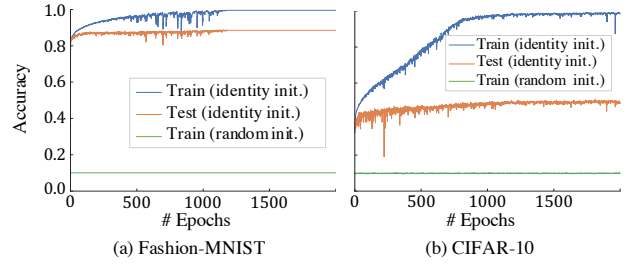 1.0
0.8
0.6
0.4
0.2
0.0
Accuracy
Train (identity init.)
Test (identity init.)
Train (random init.)
0 500 1000 1500
# Epochs
(a) Fashion-MNIST
Train (identity init.)
Test (identity init.)
Train (random init.)
0 500 1000 1500
# Epochs
(b) CIFAR-10